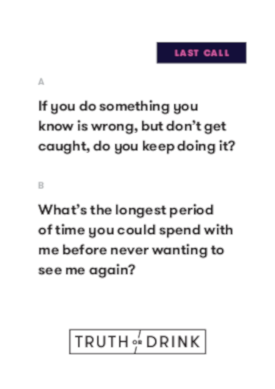 LAST CALL
A
If you do something you
know is wrong, but don't get
caught, do you keep doing it?
B
What's the longest period
of time you could spend with
me before never wanting to
see me again?
TRUTH OR DRINK